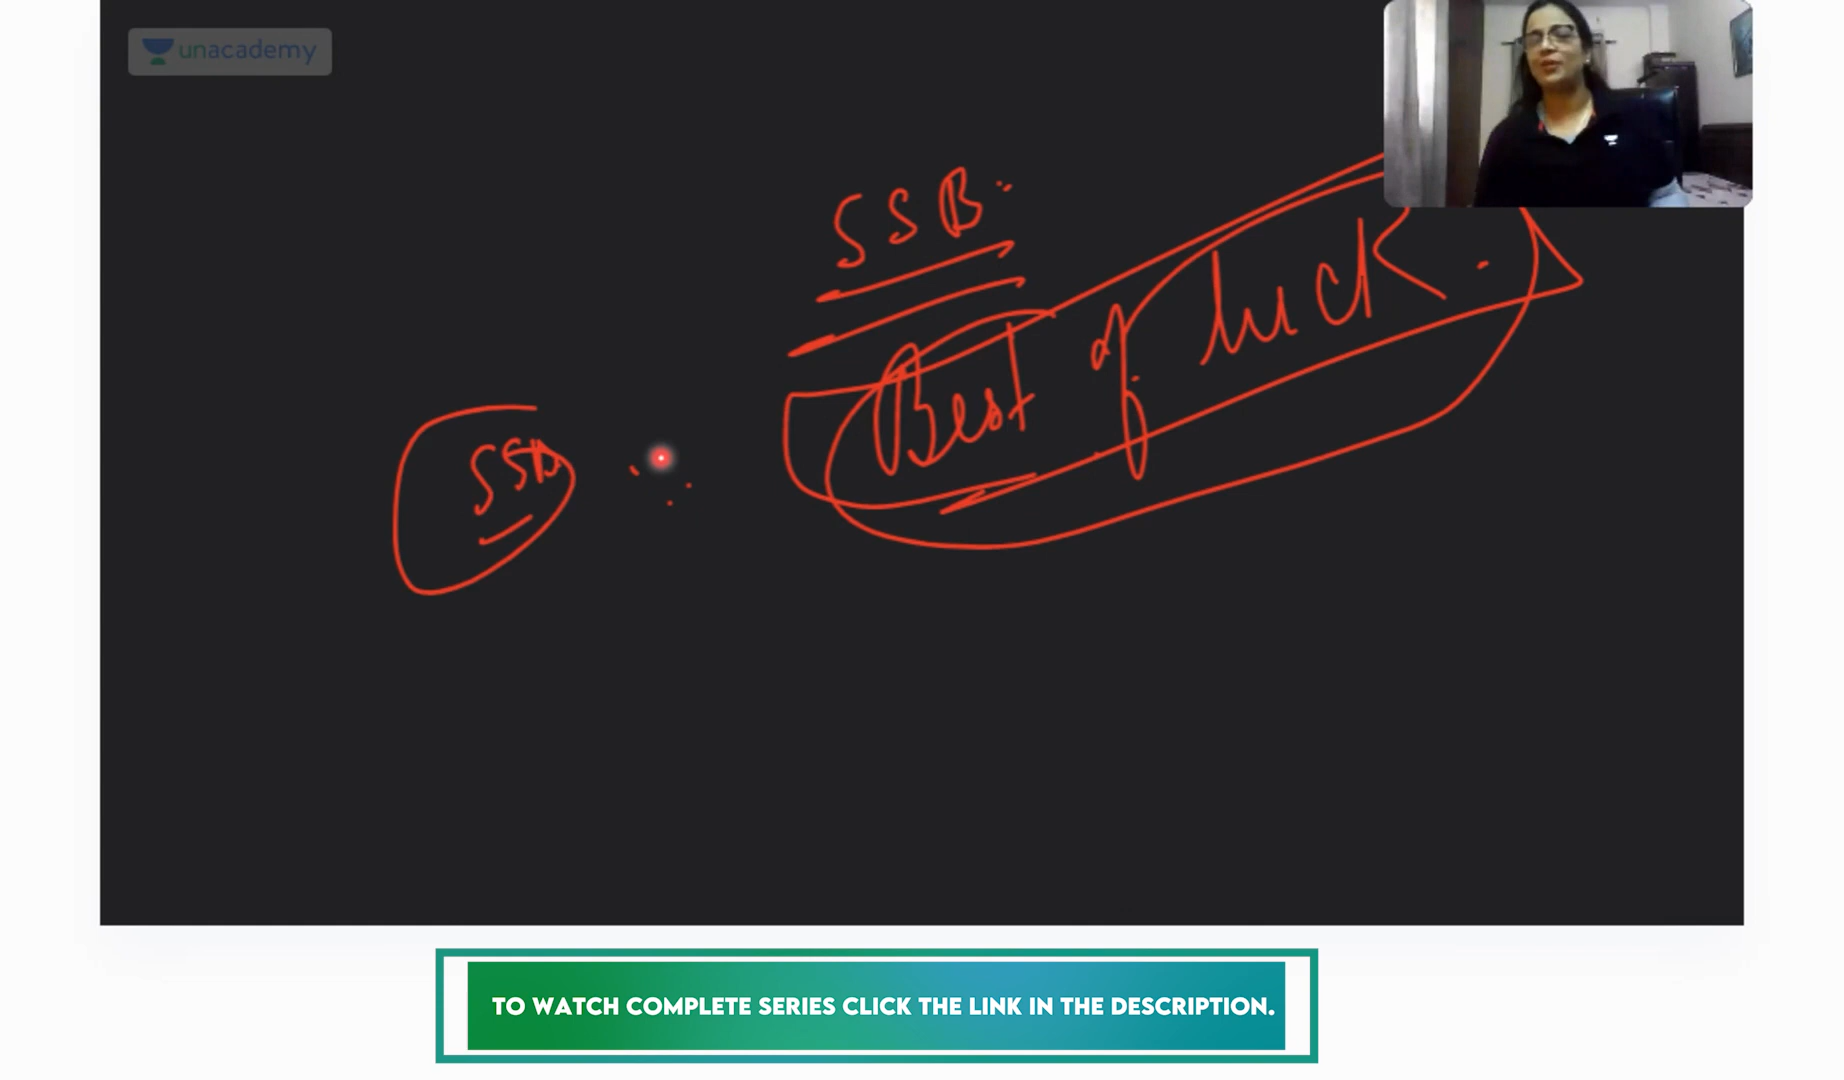 unacademy
SSB
Best of luck.
SSB
TO WATCH COMPLETE SERIES CLICK THE LINK IN THE DESCRIPTION.